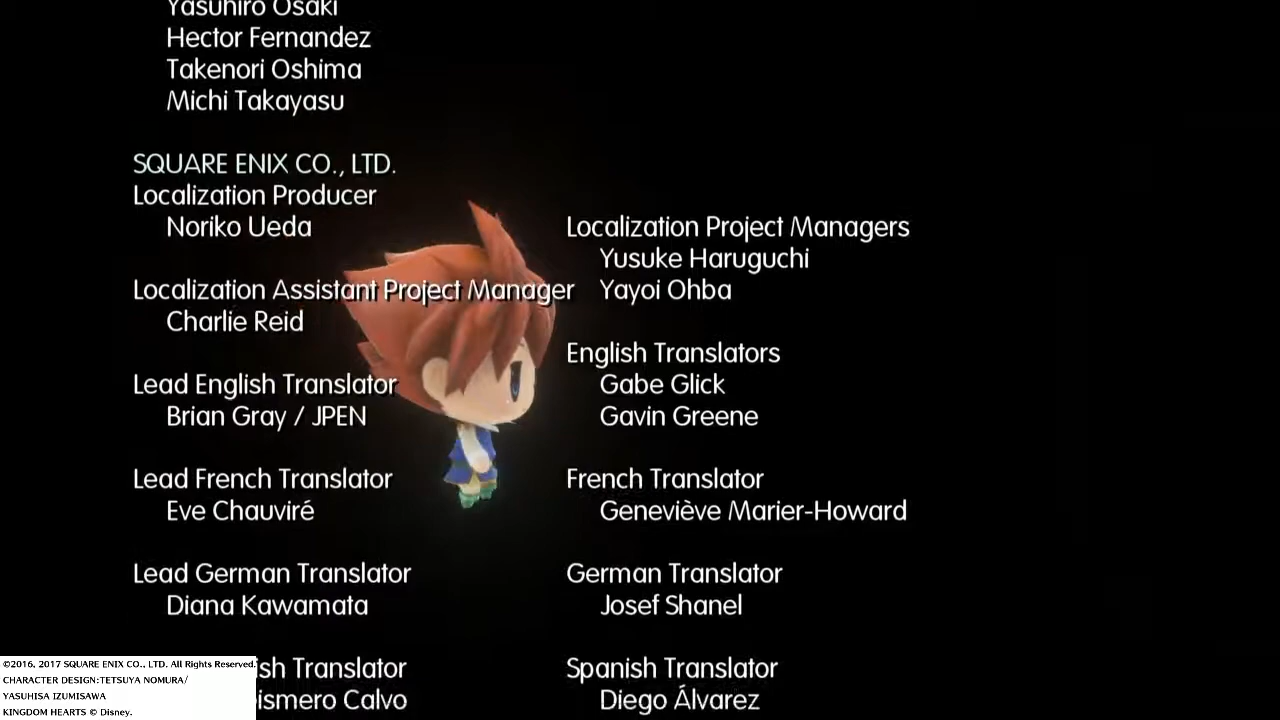 Yasuhiro Osaki
Hector Fernandez
Takenori Oshima
Michi Takayasu
SQUARE ENIX CO., LTD.
Localization Producer
Noriko Ueda
Localization Assistant Project Manager
Charlie Reid
Lead English Translator
Brian Gray / JPEN
Lead French Translator
Eve Chauviré
Lead German Translator
Diana Kawamata
Translator
Calvo
Localization Project Managers
Yusuke Haruguchi
Yayoi Ohba
English Translators
Gabe Glick
Gavin Greene
French Translator
Geneviève Marier-Howard
German Translator
Josef Shanel
Spanish Translator
Diego Álvarez
©2016, 2017 SQUARE ENIX CO., LTD. All Rights Reserved.
CHARACTER DESIGN:TETSUYA NOMURA/
YASUHISA IZUMISAWA
KINGDOM HEARTS © Disney.